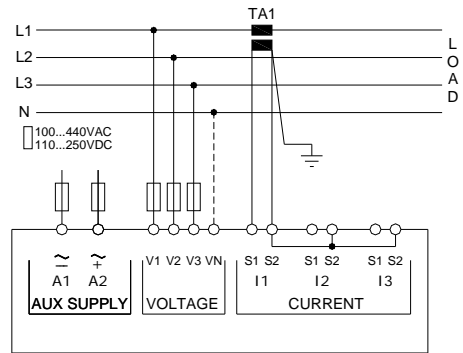 TA1
L1
L2
L3
N
L
O
A
D
100...440VAC
110...250VDC
V1 V2 V3 VN
S1 S2 S1 S2 S1 S2
A1 A2
I1 I2 I3
AUX SUPPLY VOLTAGE CURRENT